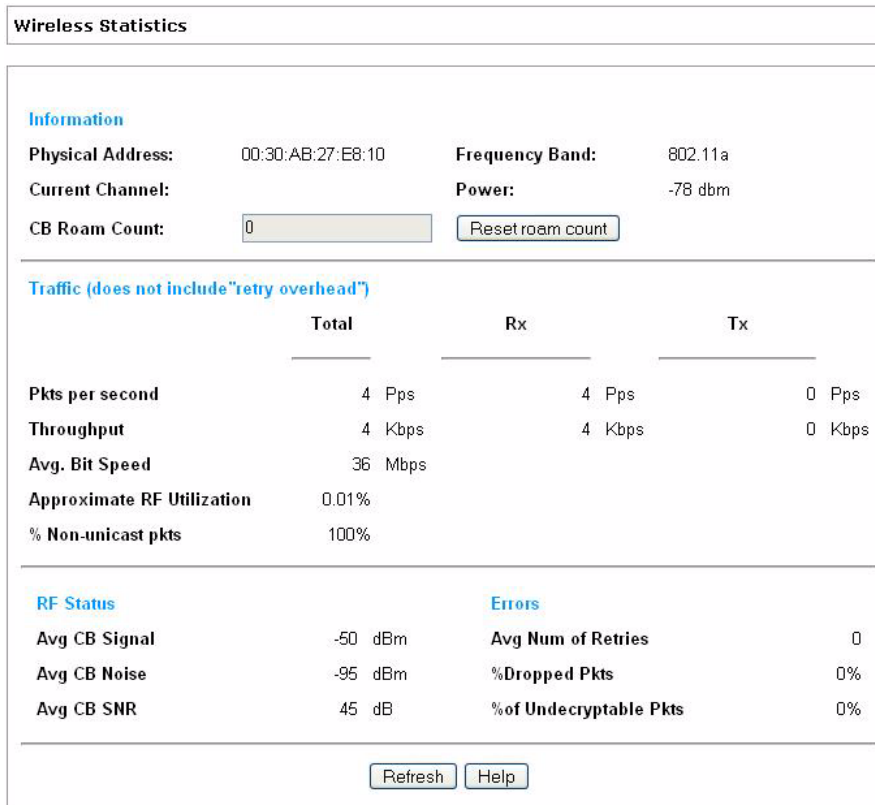 Wireless Statistics
Information
Physical Address: 00:30:AB:27:E8:10 Frequency Band: 802.11a
Current Channel: Power: -78 dbm
CB Roam Count: 0 Reset roam count
Traffic (does not include"retry overhead")
Total Rx Tx
Pkts per second 4 Pps 4 Pps 0 Pps
Throughput 4 Kbps 4 Kbps 0 Kbps
Avg. Bit Speed 36 Mbps
Approximate RF Utilization 0.01%
% Non-unicast pkts 100%
RF Status Errors
Avg CB Signal -50 dBm Avg Num of Retries 0
Avg CB Noise -95 dBm %Dropped Pkts 0%
Avg CB SNR 45 dB %of Undecryptable Pkts 0%
Refresh Help